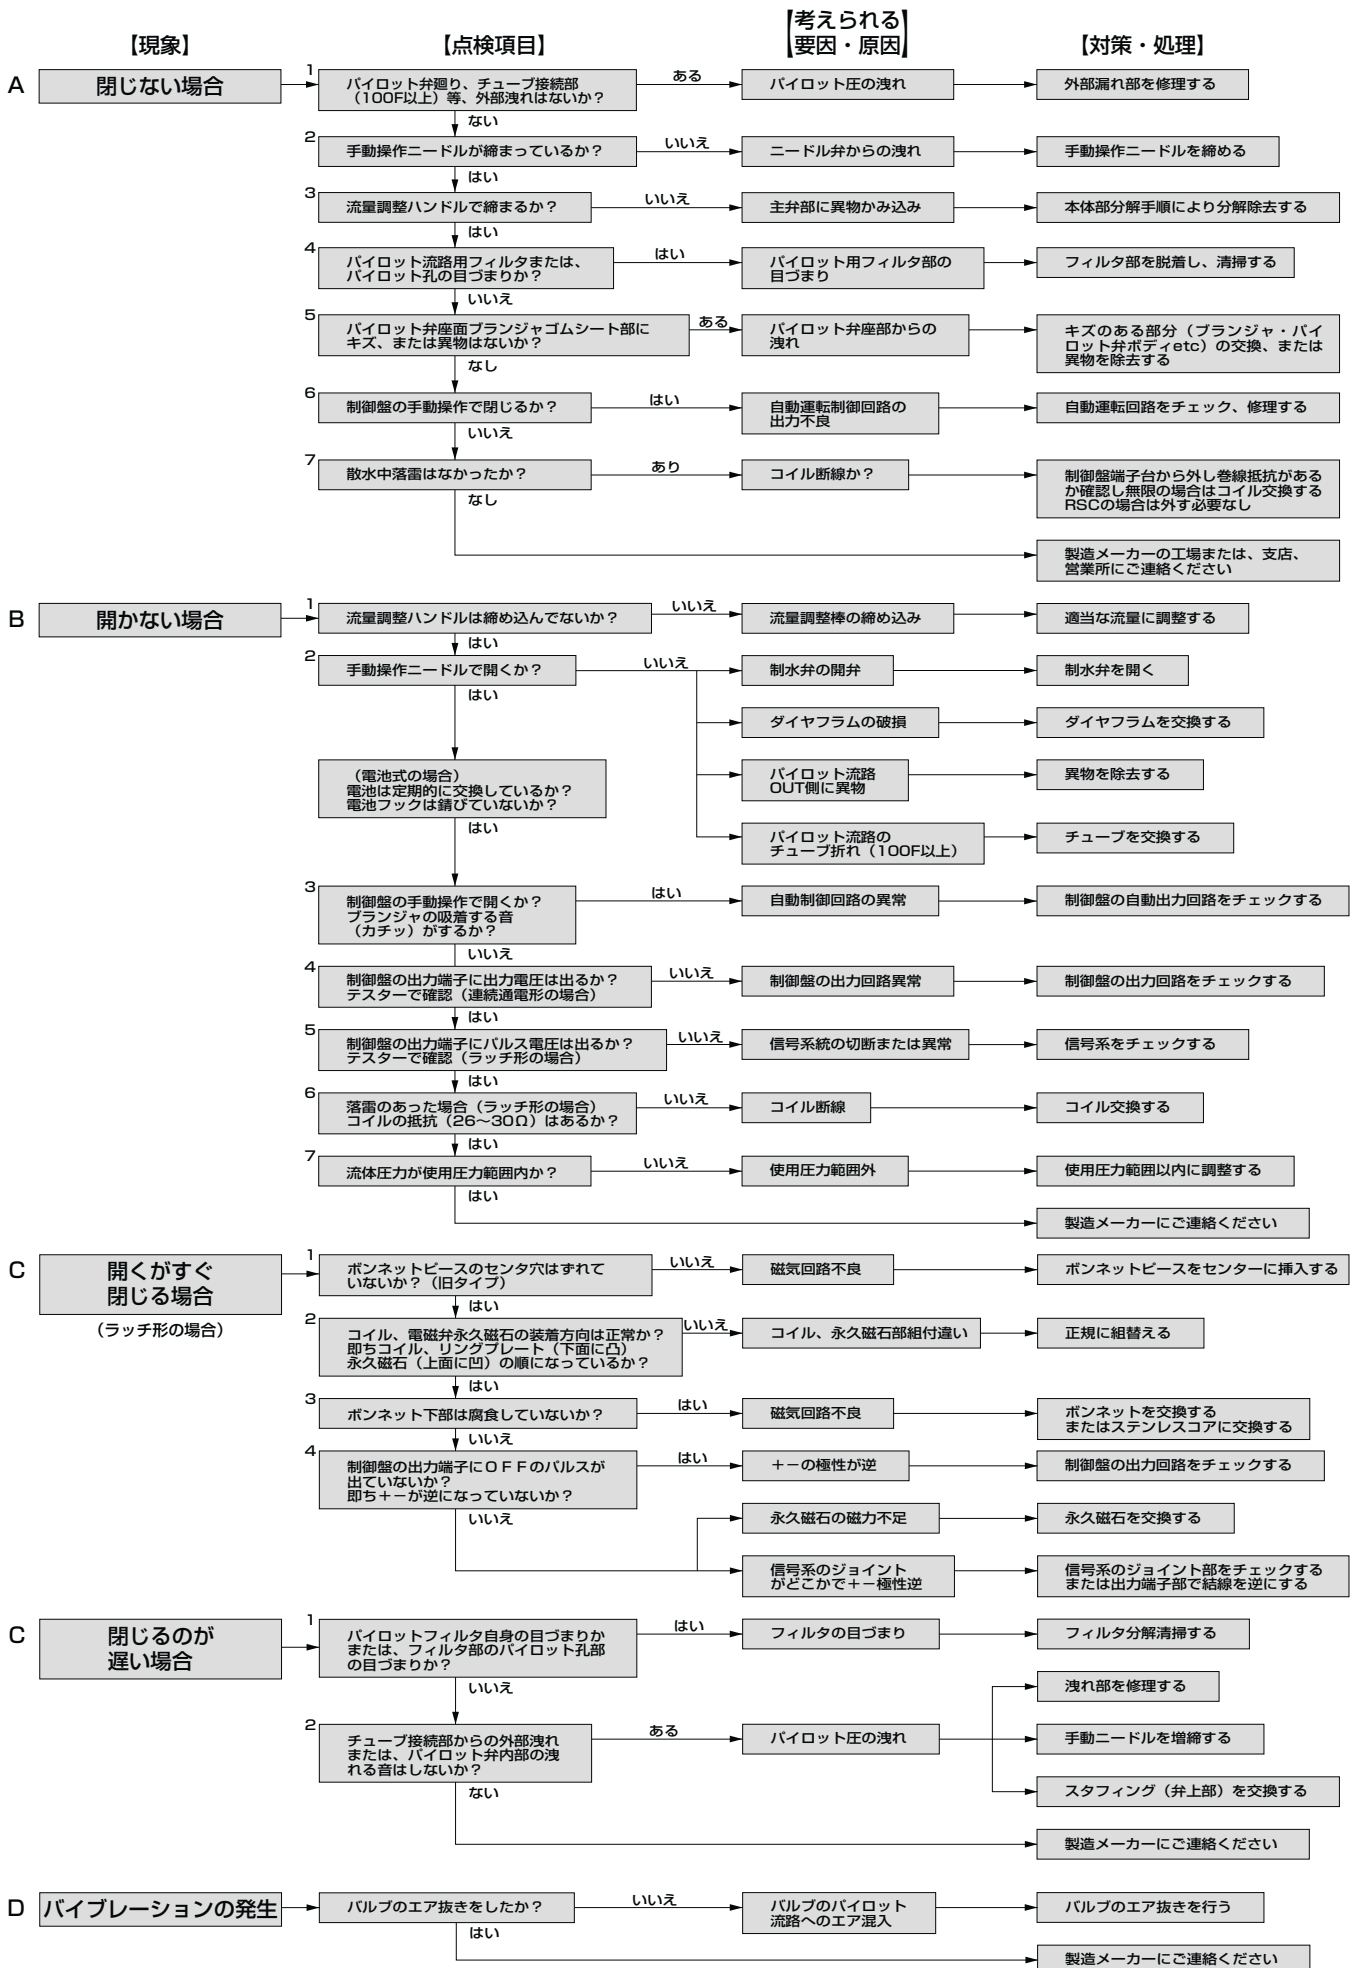 【現象】
【点検項目】
【考えられる
要因・原因】
【対策・処理】
A
閉じない場合
1
パイロット弁廻り、チューブ接続部
（100F以上）等、外部洩れはないか？
ある
パイロット圧の洩れ
外部漏れ部を修理する
ない
2
手動操作ニードルが締まっているか？
いいえ
ニードル弁からの洩れ
手動操作ニードルを締める
はい
3
流量調整ハンドルで締まるか？
いいえ
主弁部に異物かみ込み
本体部分解手順により分解除去する
はい
4
パイロット流路用フィルタまたは、
パイロット孔の目づまりか？
はい
パイロット用フィルタ部の
目づまり
フィルタ部を脱着し、清掃する
いいえ
5
パイロット弁座面プランジャゴムシート部に
キズ、または異物はないか？
ある
パイロット弁座部からの
洩れ
キズのある部分（プランジャ・パイ
ロット弁ボディetc）の交換、または
異物を除去する
なし
6
制御盤の手動操作で閉じるか？
はい
自動運転制御回路の
出力不良
自動運転回路をチェック、修理する
いいえ
7
散水中落雷はなかったか？
あり
コイル断線か？
制御盤端子台から外し巻線抵抗がある
か確認し無限の場合はコイル交換する
RSCの場合は外す必要なし
なし
製造メーカーの工場または、支店、
営業所にご連絡ください
B
開かない場合
1
流量調整ハンドルは締め込んでないか？
いいえ
流量調整棒の締め込み
適当な流量に調整する
はい
2
手動操作ニードルで開くか？
いいえ
制水弁の開弁
制水弁を開く
はい
ダイヤフラムの破損
ダイヤフラムを交換する
（電池式の場合）
電池は定期的に交換しているか？
電池フックは錆びていないか？
パイロット流路
OUT側に異物
異物を除去する
はい
パイロット流路の
チューブ折れ（100F以上）
チューブを交換する
3
制御盤の手動操作で開くか？
プランジャの吸着する音
（カチッ）がするか？
はい
自動制御回路の異常
制御盤の自動出力回路をチェックする
いいえ
4
制御盤の出力端子に出力電圧は出るか？
テスターで確認（連続通電形の場合）
いいえ
制御盤の出力回路異常
制御盤の出力回路をチェックする
はい
5
制御盤の出力端子にパルス電圧は出るか？
テスターで確認（ラッチ形の場合）
いいえ
信号系統の切断または異常
信号系をチェックする
はい
6
落雷のあった場合（ラッチ形の場合）
コイルの抵抗（26～30Ω）はあるか？
いいえ
コイル断線
コイル交換する
はい
7
流体圧力が使用圧力範囲内か？
いいえ
使用圧力範囲外
使用圧力範囲以内に調整する
はい
製造メーカーにご連絡ください
C
開くがすぐ
閉じる場合
（ラッチ形の場合）
1
ボンネットピースのセンタ穴はずれて
いないか？（旧タイプ）
いいえ
磁気回路不良
ボンネットピースをセンターに挿入する
はい
2
コイル、電磁弁永久磁石の装着方向は正常か？
即ちコイル、リングプレート（下面に凸）
永久磁石（上面に凹）の順になっているか？
いいえ
コイル、永久磁石部組付違い
正規に組替える
はい
3
ボンネット下部は腐食していないか？
はい
磁気回路不良
ボンネットを交換する
またはステンレスコアに交換する
いいえ
4
制御盤の出力端子にＯＦＦのパルスが
出ていないか？
即ち＋－が逆になっていないか？
はい
＋－の極性が逆
制御盤の出力回路をチェックする
いいえ
永久磁石の磁力不足
永久磁石を交換する
信号系のジョイント
がどこかで＋－極性逆
信号系のジョイント部をチェックする
または出力端子部で結線を逆にする
C
閉じるのが
遅い場合
1
パイロットフィルタ自身の目づまりか
または、フィルタ部のパイロット孔部
の目づまりか？
はい
フィルタの目づまり
フィルタ分解清掃する
いいえ
洩れ部を修理する
2
チューブ接続部からの外部洩れ
または、パイロット弁内部の洩
れる音はしないか？
ある
パイロット圧の洩れ
手動ニードルを増締する
ない
スタフィング（弁上部）を交換する
製造メーカーにご連絡ください
D
バイブレーションの発生
バルブのエア抜きをしたか？
いいえ
バルブのパイロット
流路へのエア混入
バルブのエア抜きを行う
はい
製造メーカーにご連絡ください